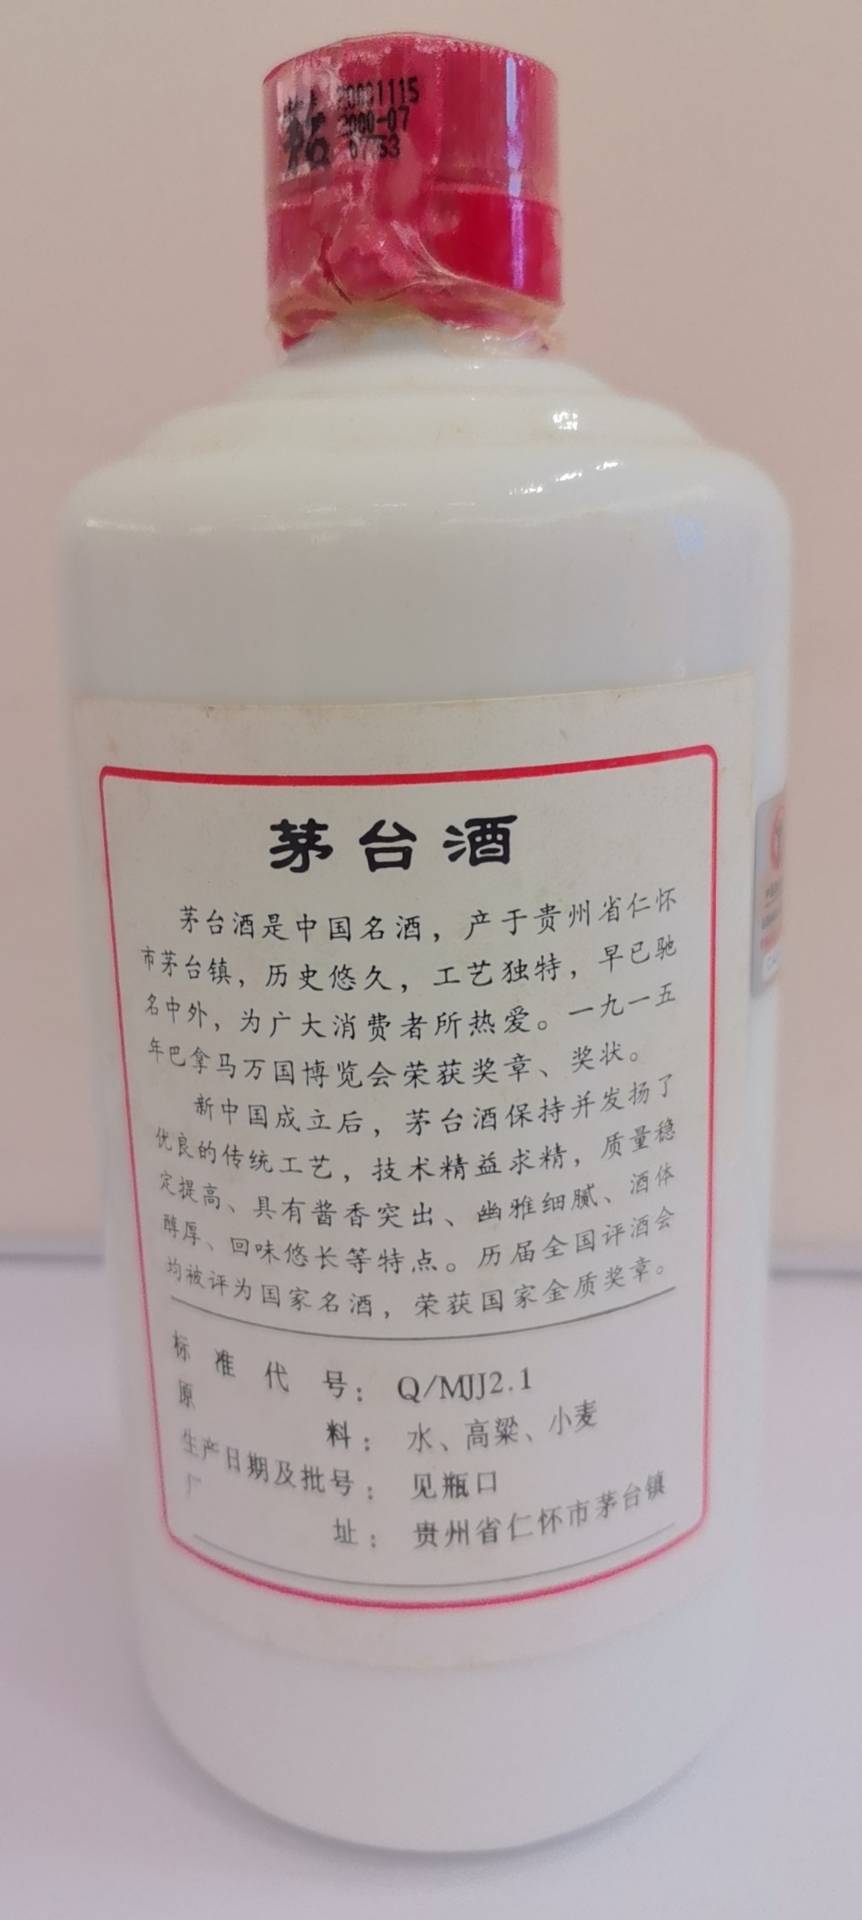 茅台
20001115
2000-07
0753
茅台酒
茅台酒是中国名酒，产于贵州省仁怀
市茅台镇，历史悠久，工艺独特，早已驰
名中外，为广大消费者所热爱。一九一五
年巴拿马万国博览会荣获奖章、奖状。
新中国成立后，茅台酒保持并发扬了
优良的传统工艺，技术精益求精，质量稳
定提高、具有酱香突出、幽雅细腻、酒体
醇厚、回味悠长等特点。历届全国评酒会
均被评为国家名酒，荣获国家金质奖章。
标准代号：Q/MJJ2.1
原料：水、高粱、小麦
生产日期及批号：见瓶口
厂址：贵州省仁怀市茅台镇